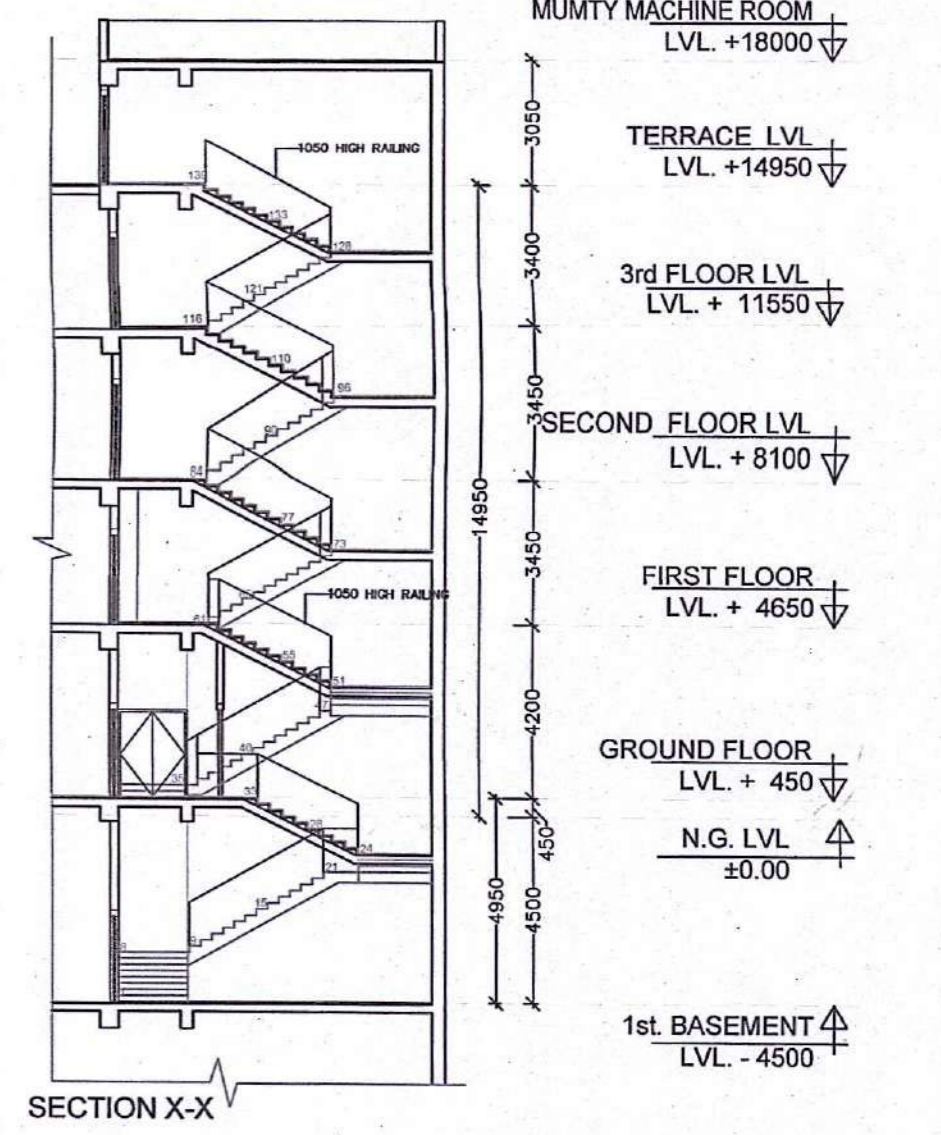 MUMTY MACHINE ROOM
LVL. +18000
3050
TERRACE LVL
LVL. +14950
1050 HIGH RAILING
133
128
3400
3rd FLOOR LVL
LVL. + 11550
121
116
110
96
3450
SECOND FLOOR LVL
LVL. + 8100
90
84
14950
77
73
3450
FIRST FLOOR
LVL. + 4650
1050 HIGH RAILING
61
55
51
47
4200
GROUND FLOOR
LVL. + 450
40
35
33
28
24
450
N.G. LVL
±0.00
21
15
9
4950
4500
1st. BASEMENT
LVL. - 4500
SECTION X-X